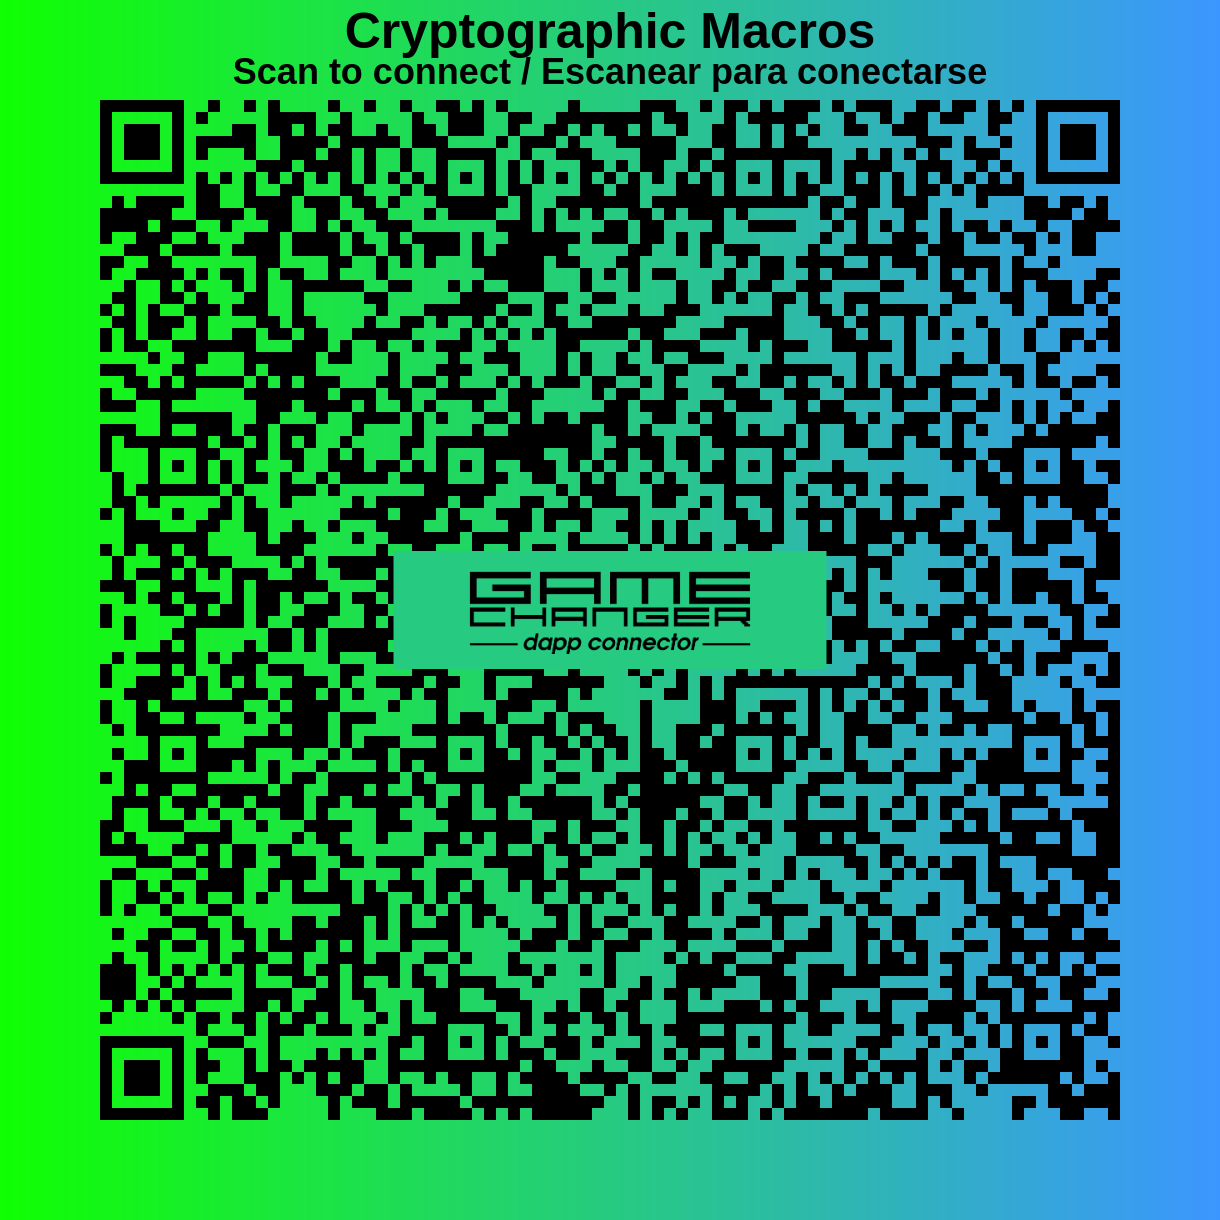 Cryptographic Macros
Scan to connect / Escanear para conectarse
GAME
CHANGER
dapp connector